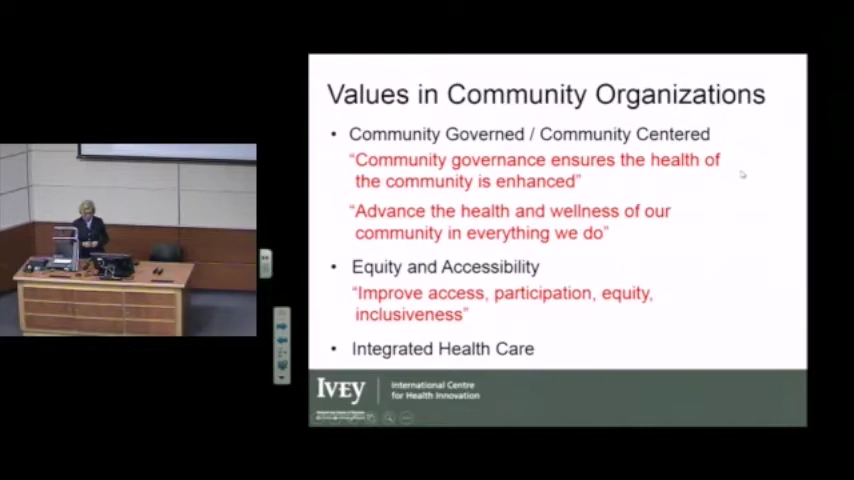 Values in Community Organizations
• Community Governed / Community Centered
“Community governance ensures the health of
the community is enhanced”
“Advance the health and wellness of our
community in everything we do”
• Equity and Accessibility
“Improve access, participation, equity,
inclusiveness”
• Integrated Health Care
IVEY
International Centre
for Health Innovation